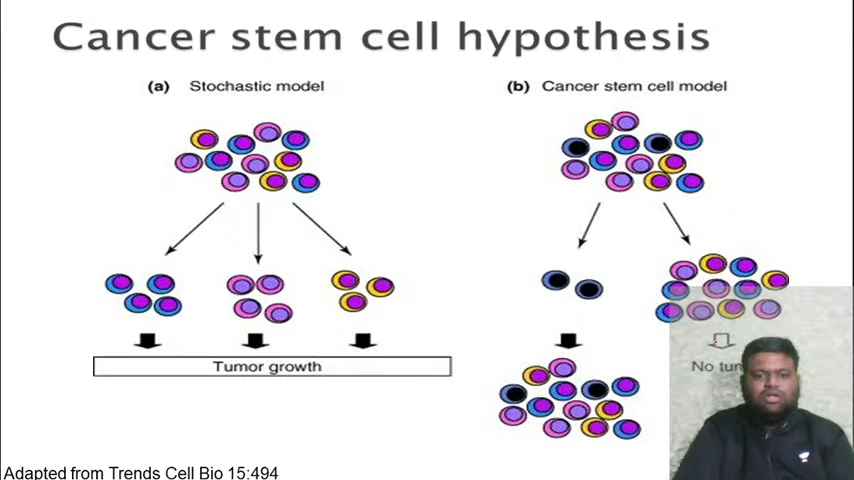 Cancer stem cell hypothesis
(a) Stochastic model
(b) Cancer stem cell model
Tumor growth
No
Adapted from Trends Cell Bio 15:494